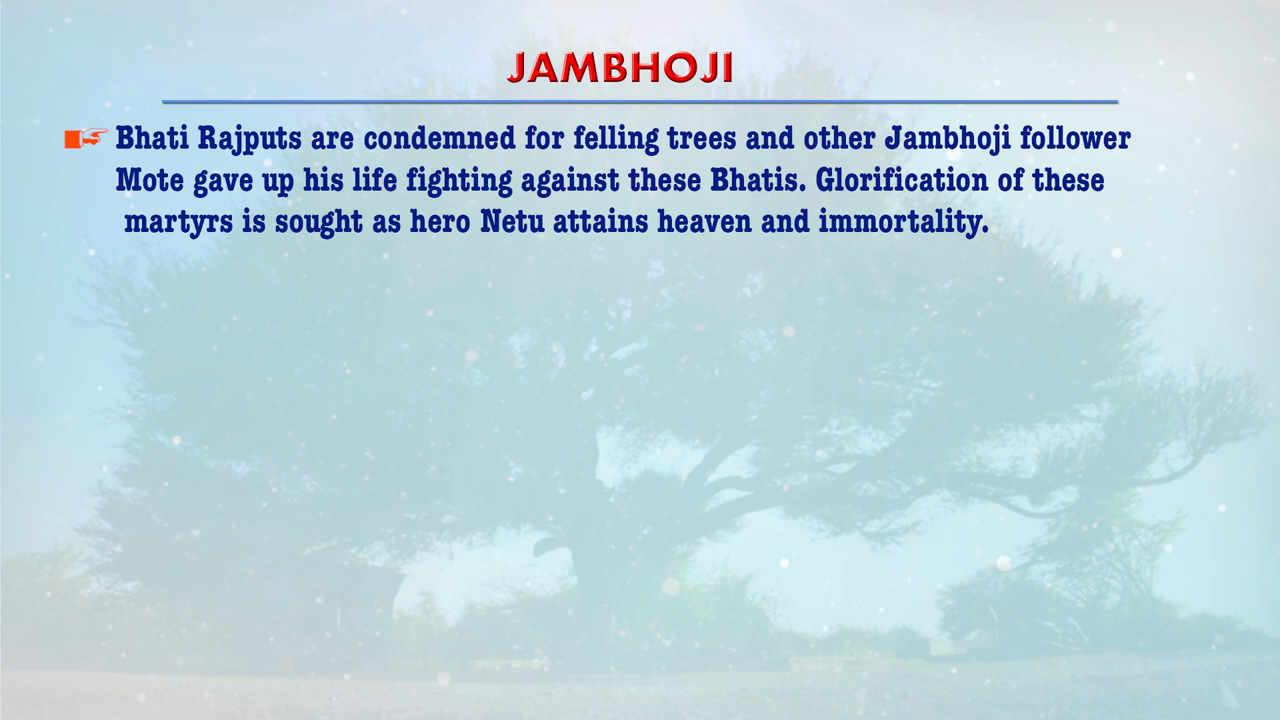 JAMBHOJI
Bhati Rajputs are condemned for felling trees and other Jambhoji follower
Mote gave up his life fighting against these Bhatis. Glorification of these
martyrs is sought as hero Netu attains heaven and immortality.